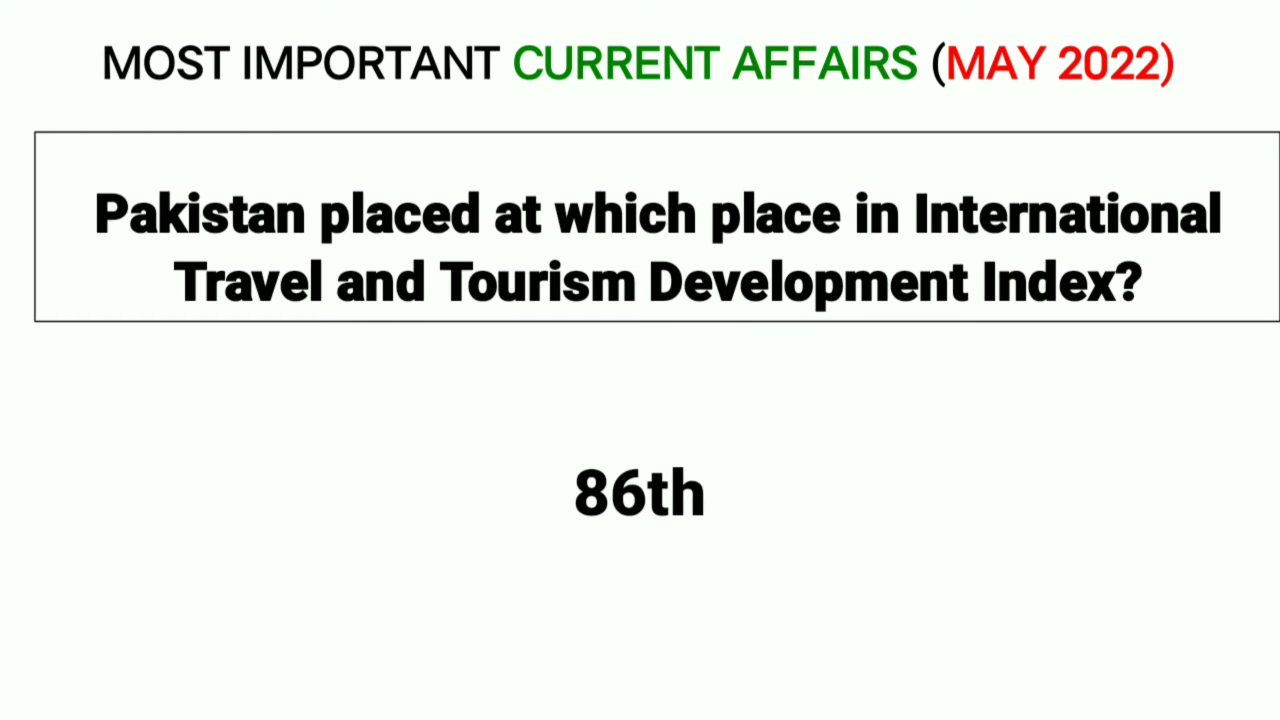 MOST IMPORTANT CURRENT AFFAIRS (MAY 2022)
Pakistan placed at which place in International
Travel and Tourism Development Index?
86th